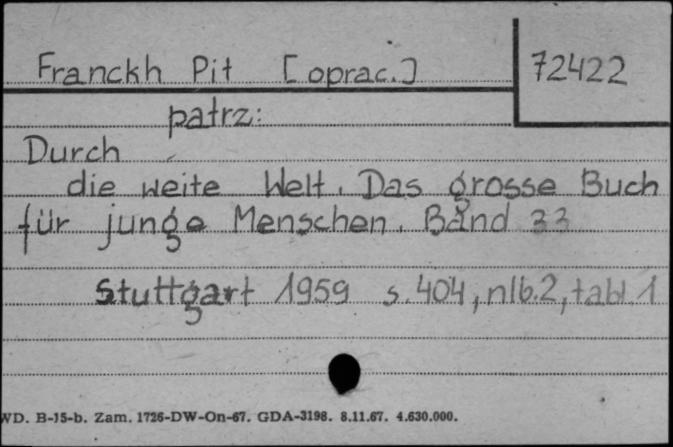 Franckh Pit [oprac.] 72422
patrz:
Durch
die weite Welt. Das grosse Buch
für junge Menschen. Band 33
Stuttgart 1959 s. 404, nlb. 2, tabl. 1
WD. B-15-b. Zam. 1726-DW-On-67. GDA-3198. 8.11.67. 4.630.000.